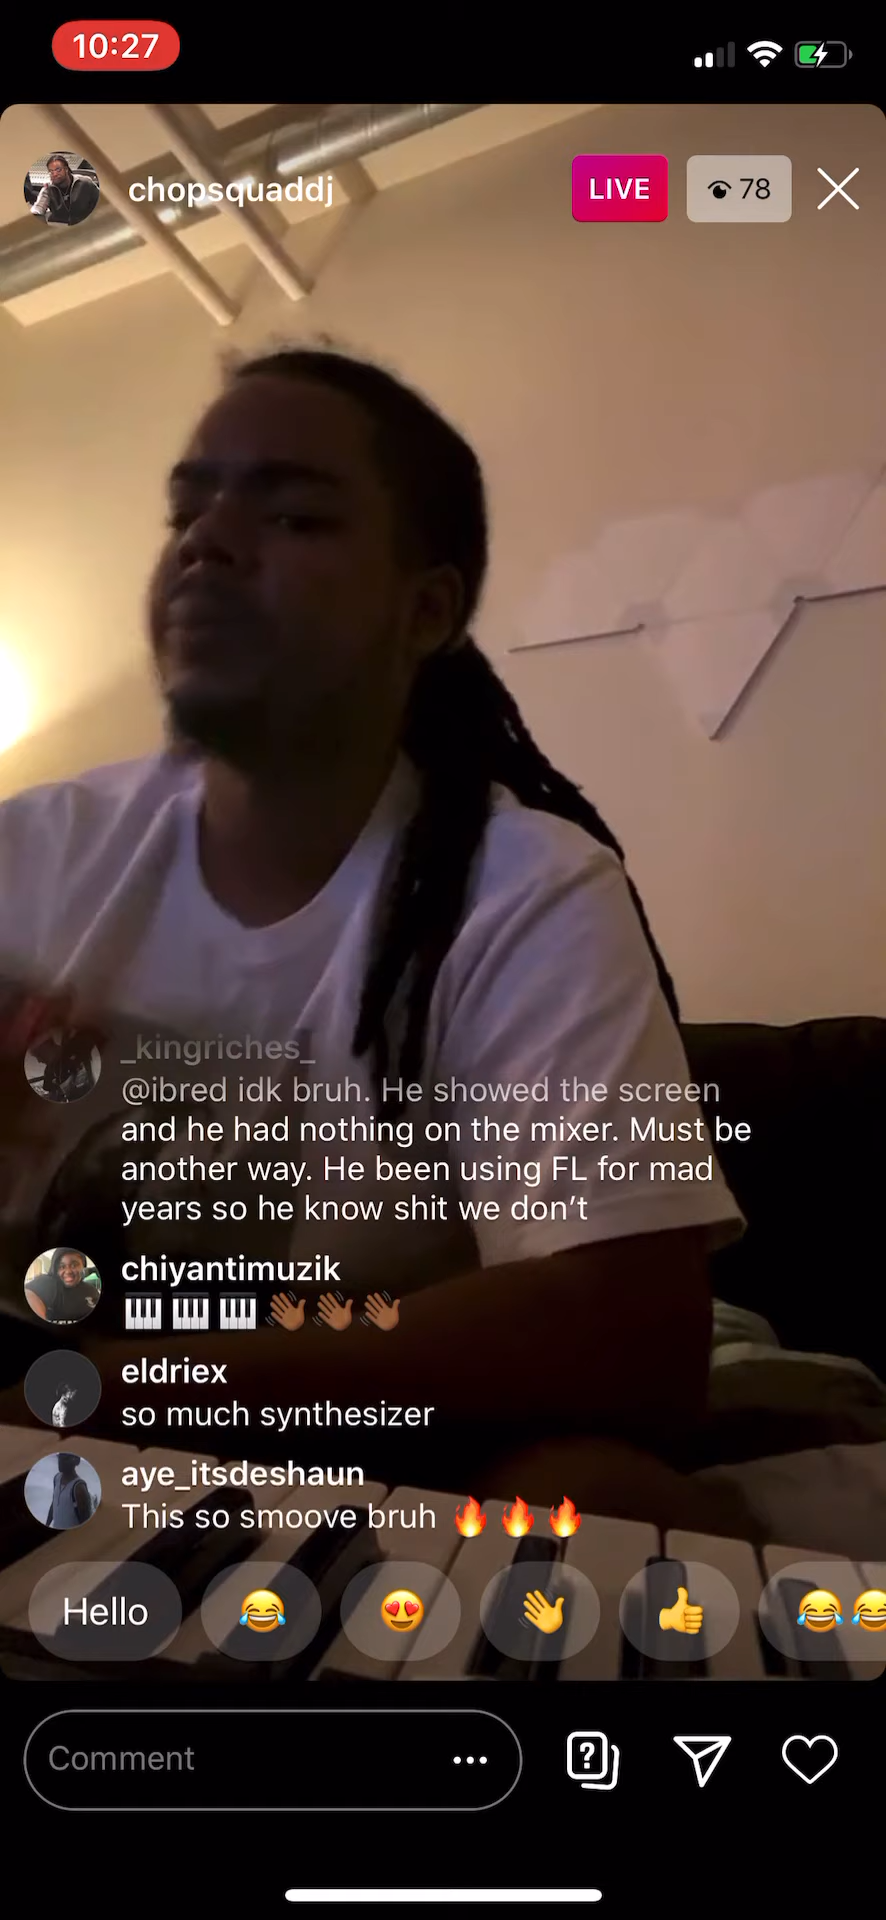 10:27
chopsquaddj
LIVE
78
_kingriches_
@ibred idk bruh. He showed the screen
and he had nothing on the mixer. Must be
another way. He been using FL for mad
years so he know shit we don’t
chiyantimuzik
🎹🎹🎹👋🏾👋🏾👋🏾
eldriex
so much synthesizer
aye_itsdeshaun
This so smoove bruh 🔥🔥🔥
Hello 😂 😍 👋 👍 😂😂
Comment